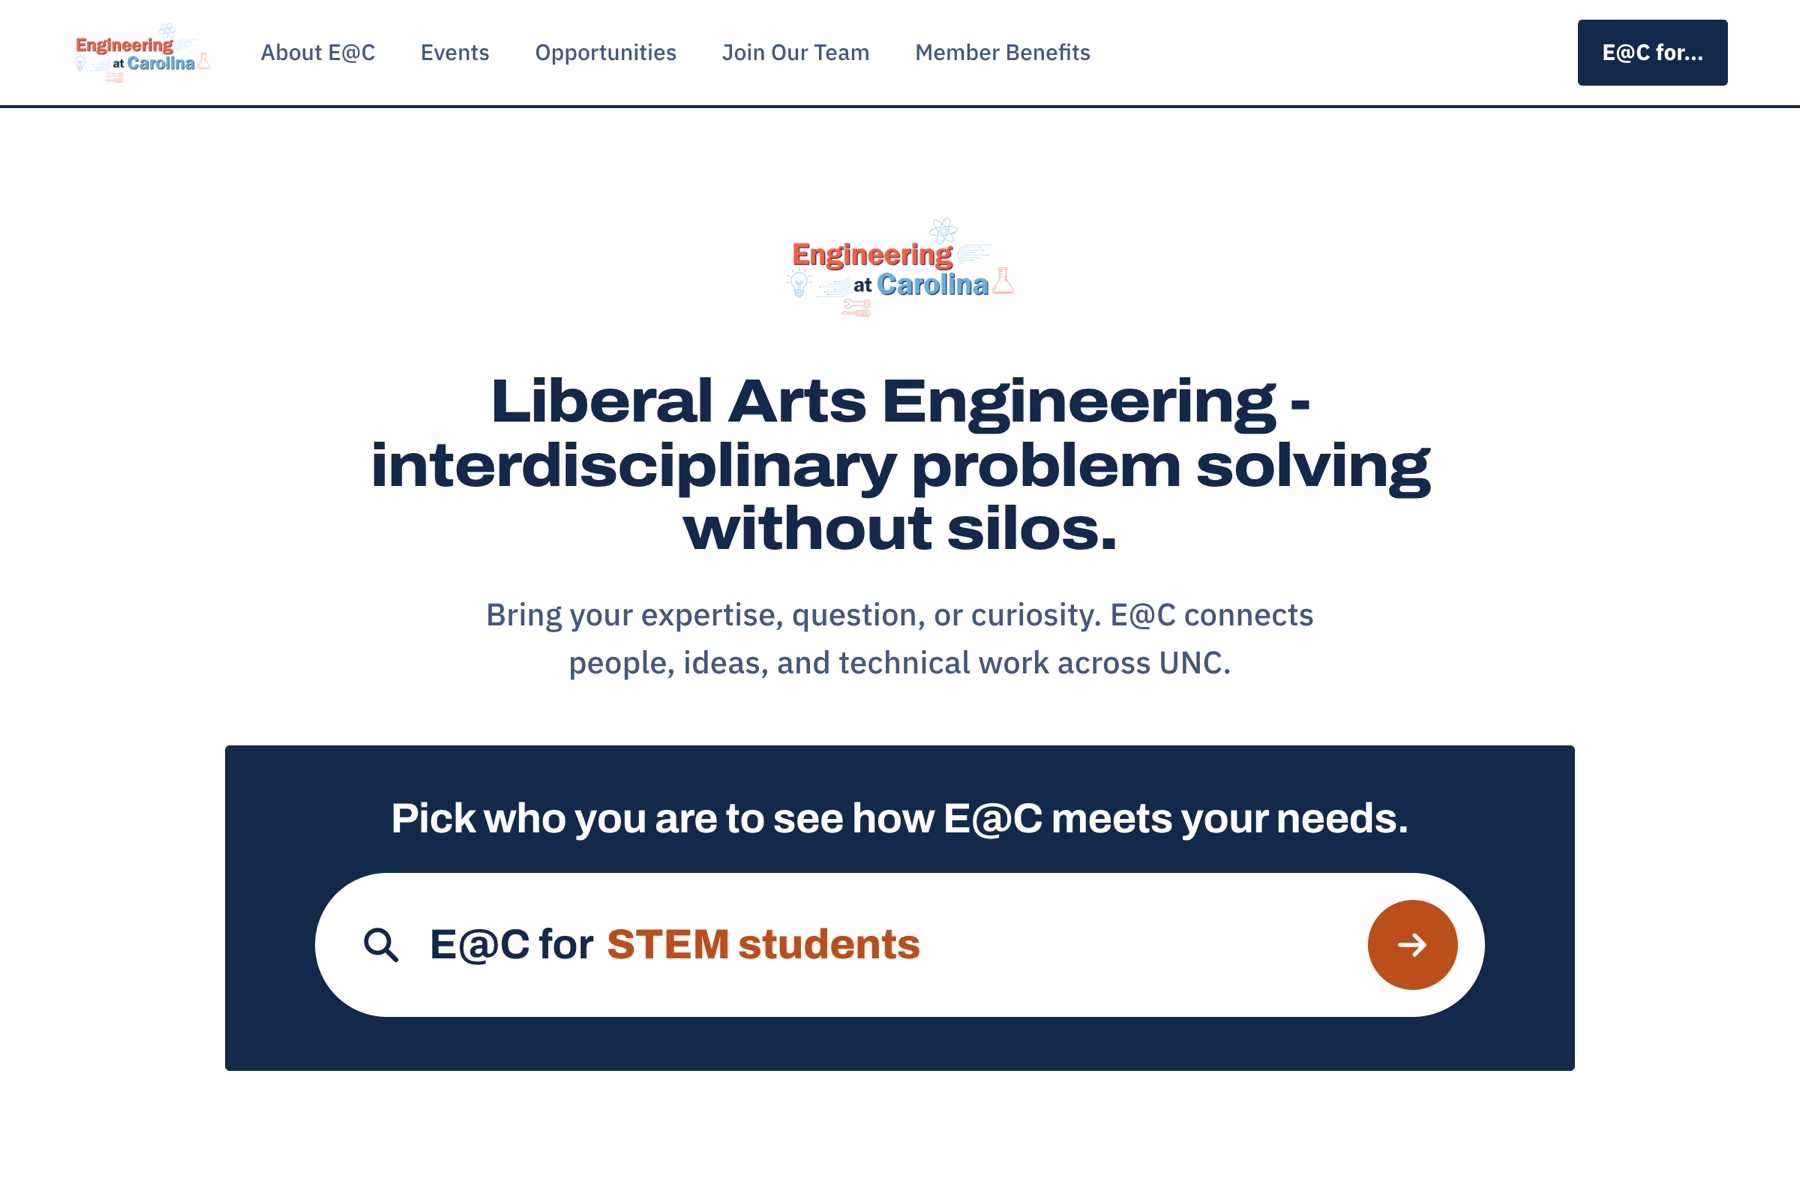 Engineering
at Carolina
About E@C
Events
Opportunities
Join Our Team
Member Benefits
E@C for...
Engineering
at Carolina
Liberal Arts Engineering -
interdisciplinary problem solving
without silos.
Bring your expertise, question, or curiosity. E@C connects
people, ideas, and technical work across UNC.
Pick who you are to see how E@C meets your needs.
E@C for STEM students